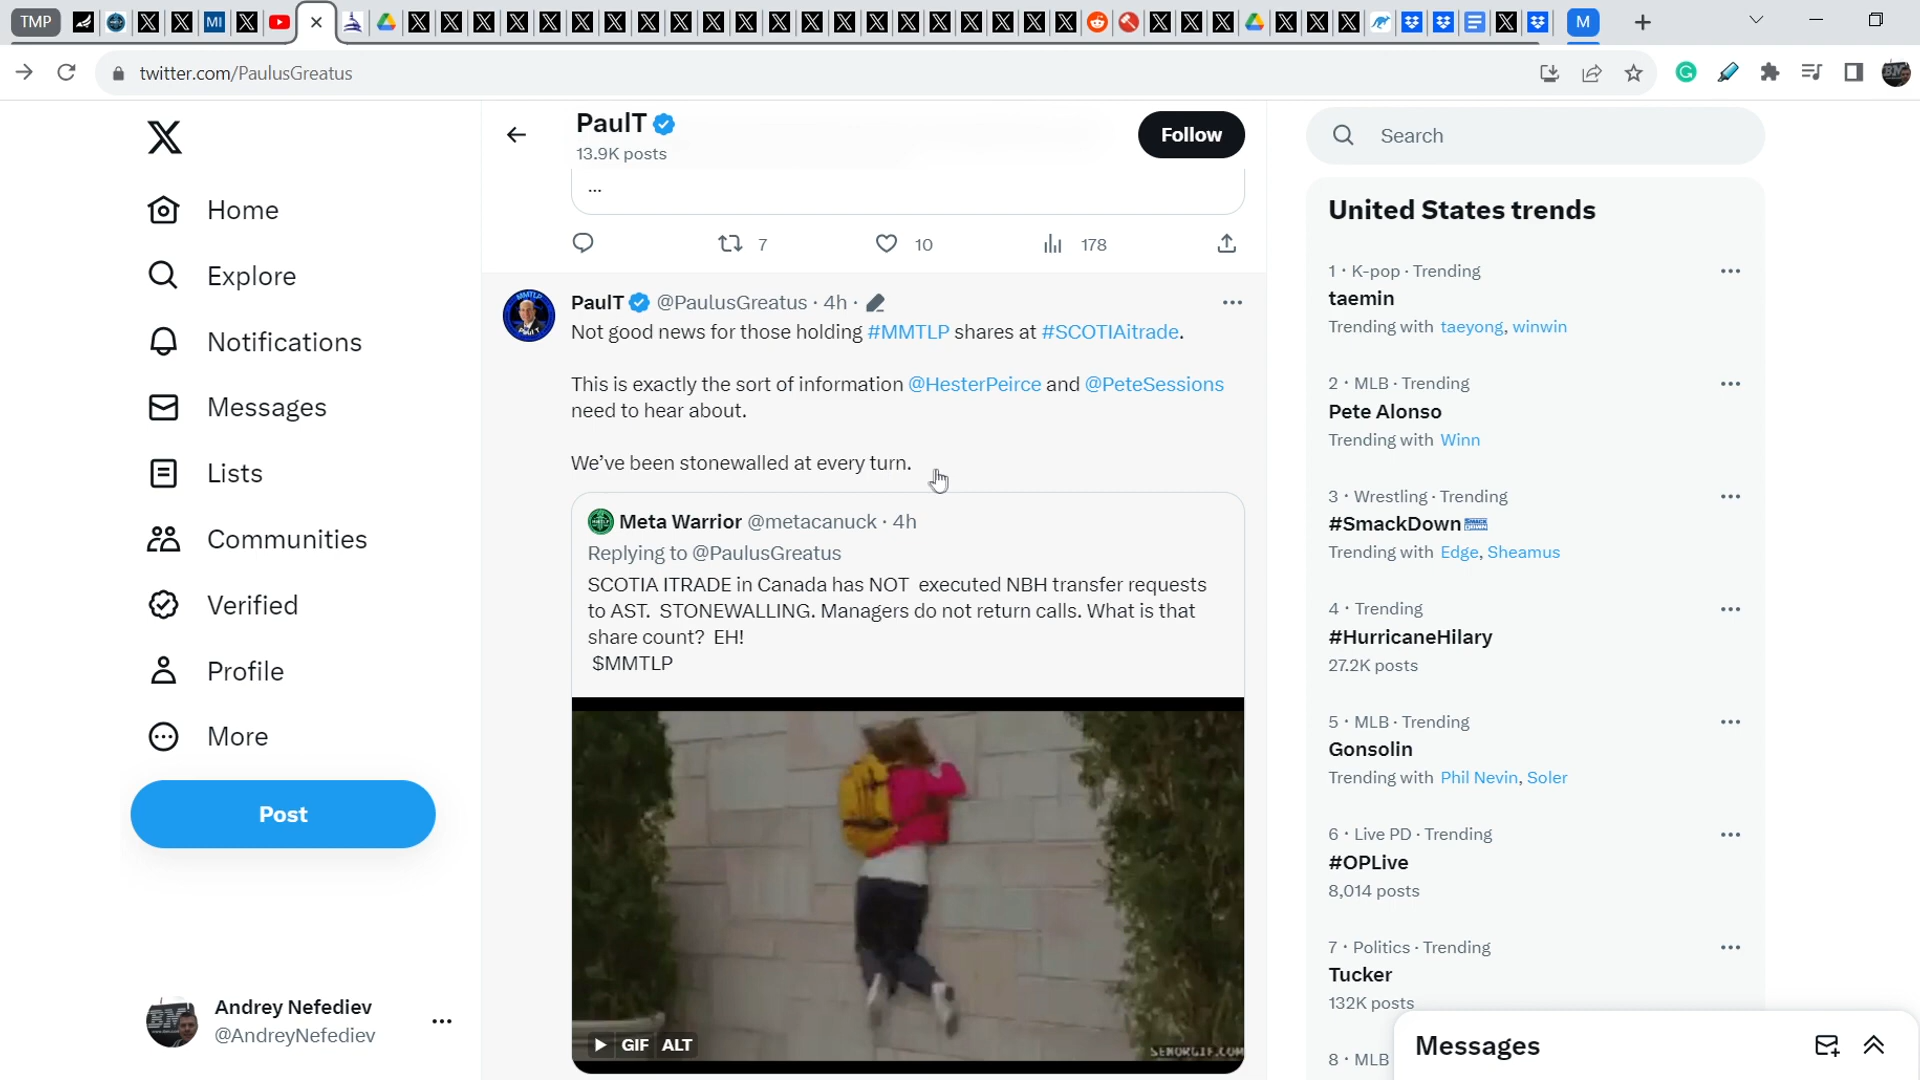 TMP
MI
M
twitter.com/PaulusGreatus
PaulT
13.9K posts
Follow
Search
...
7
10
178
Home
Explore
Notifications
Messages
Lists
Communities
Verified
Profile
More
Post
Andrey Nefediev
@AndreyNefediev
PaulT @PaulusGreatus · 4h ·
Not good news for those holding #MMTLP shares at #SCOTIAitrade.
This is exactly the sort of information @HesterPeirce and @PeteSessions
need to hear about.
We’ve been stonewalled at every turn.
Meta Warrior @metacanuck · 4h
Replying to @PaulusGreatus
SCOTIA ITRADE in Canada has NOT executed NBH transfer requests
to AST. STONEWALLING. Managers do not return calls. What is that
share count? EH!
$MMTLP
GIF ALT
SENORGIF.COM
United States trends
1 · K-pop · Trending
taemin
Trending with taeyong, winwin
2 · MLB · Trending
Pete Alonso
Trending with Winn
3 · Wrestling · Trending
#SmackDown
Trending with Edge, Sheamus
4 · Trending
#HurricaneHilary
27.2K posts
5 · MLB · Trending
Gonsolin
Trending with Phil Nevin, Soler
6 · Live PD · Trending
#OPLive
8,014 posts
7 · Politics · Trending
Tucker
132K posts
8 · MLB
Messages